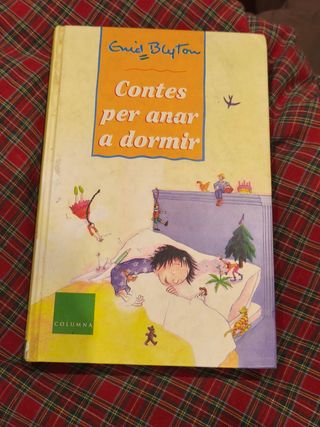 Enid Blyton
Contes
per anar
a dormir
COLUMNA